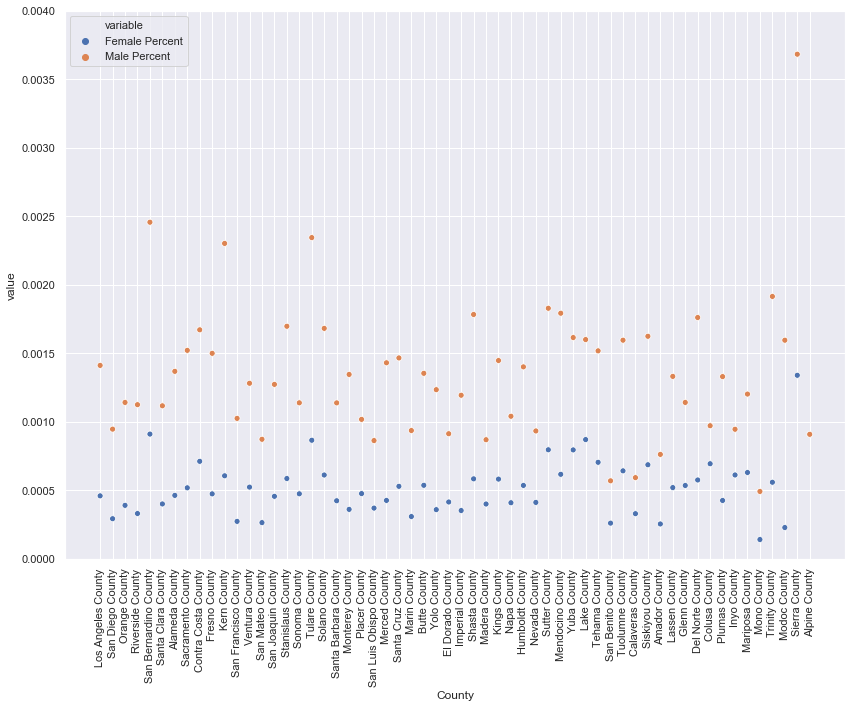 variable
Female Percent
Male Percent
0.0040
0.0035
0.0030
0.0025
0.0020
0.0015
0.0010
0.0005
0.0000
value
Los Angeles County
San Diego County
Orange County
Riverside County
San Bernardino County
Santa Clara County
Alameda County
Sacramento County
Contra Costa County
Fresno County
Kern County
San Francisco County
Ventura County
San Mateo County
San Joaquin County
Stanislaus County
Sonoma County
Tulare County
Solano County
Santa Barbara County
Monterey County
Placer County
San Luis Obispo County
Merced County
Santa Cruz County
Marin County
Butte County
Yolo County
El Dorado County
Imperial County
Shasta County
Madera County
Kings County
Napa County
Humboldt County
Nevada County
Sutter County
Mendocino County
Yuba County
Lake County
Tehama County
San Benito County
Tuolumne County
Calaveras County
Siskiyou County
Amador County
Lassen County
Glenn County
Del Norte County
Colusa County
Plumas County
Inyo County
Mariposa County
Mono County
Trinity County
Modoc County
Sierra County
Alpine County
County